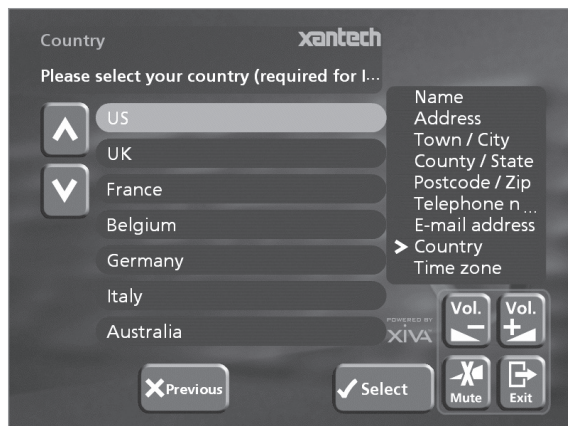 Country
xantech
Please select your country (required for I...
US
UK
France
Belgium
Germany
Italy
Australia
Name
Address
Town / City
County / State
Postcode / Zip
Telephone n...
E-mail address
> Country
Time zone
POWERED BY
XiVA
Vol.
Vol.
Previous
Select
Mute
Exit